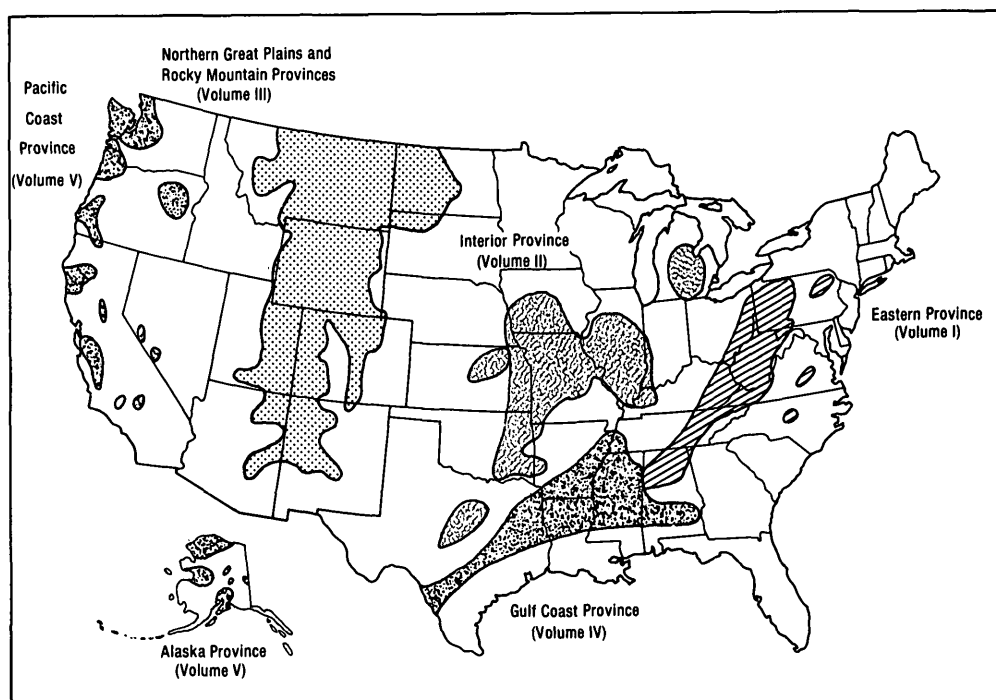 Northern Great Plains and
Rocky Mountain Provinces
(Volume III)
Pacific
Coast
Province
(Volume V)
Interior Province
(Volume II)
Eastern Province
(Volume I)
Gulf Coast Province
(Volume IV)
Alaska Province
(Volume V)